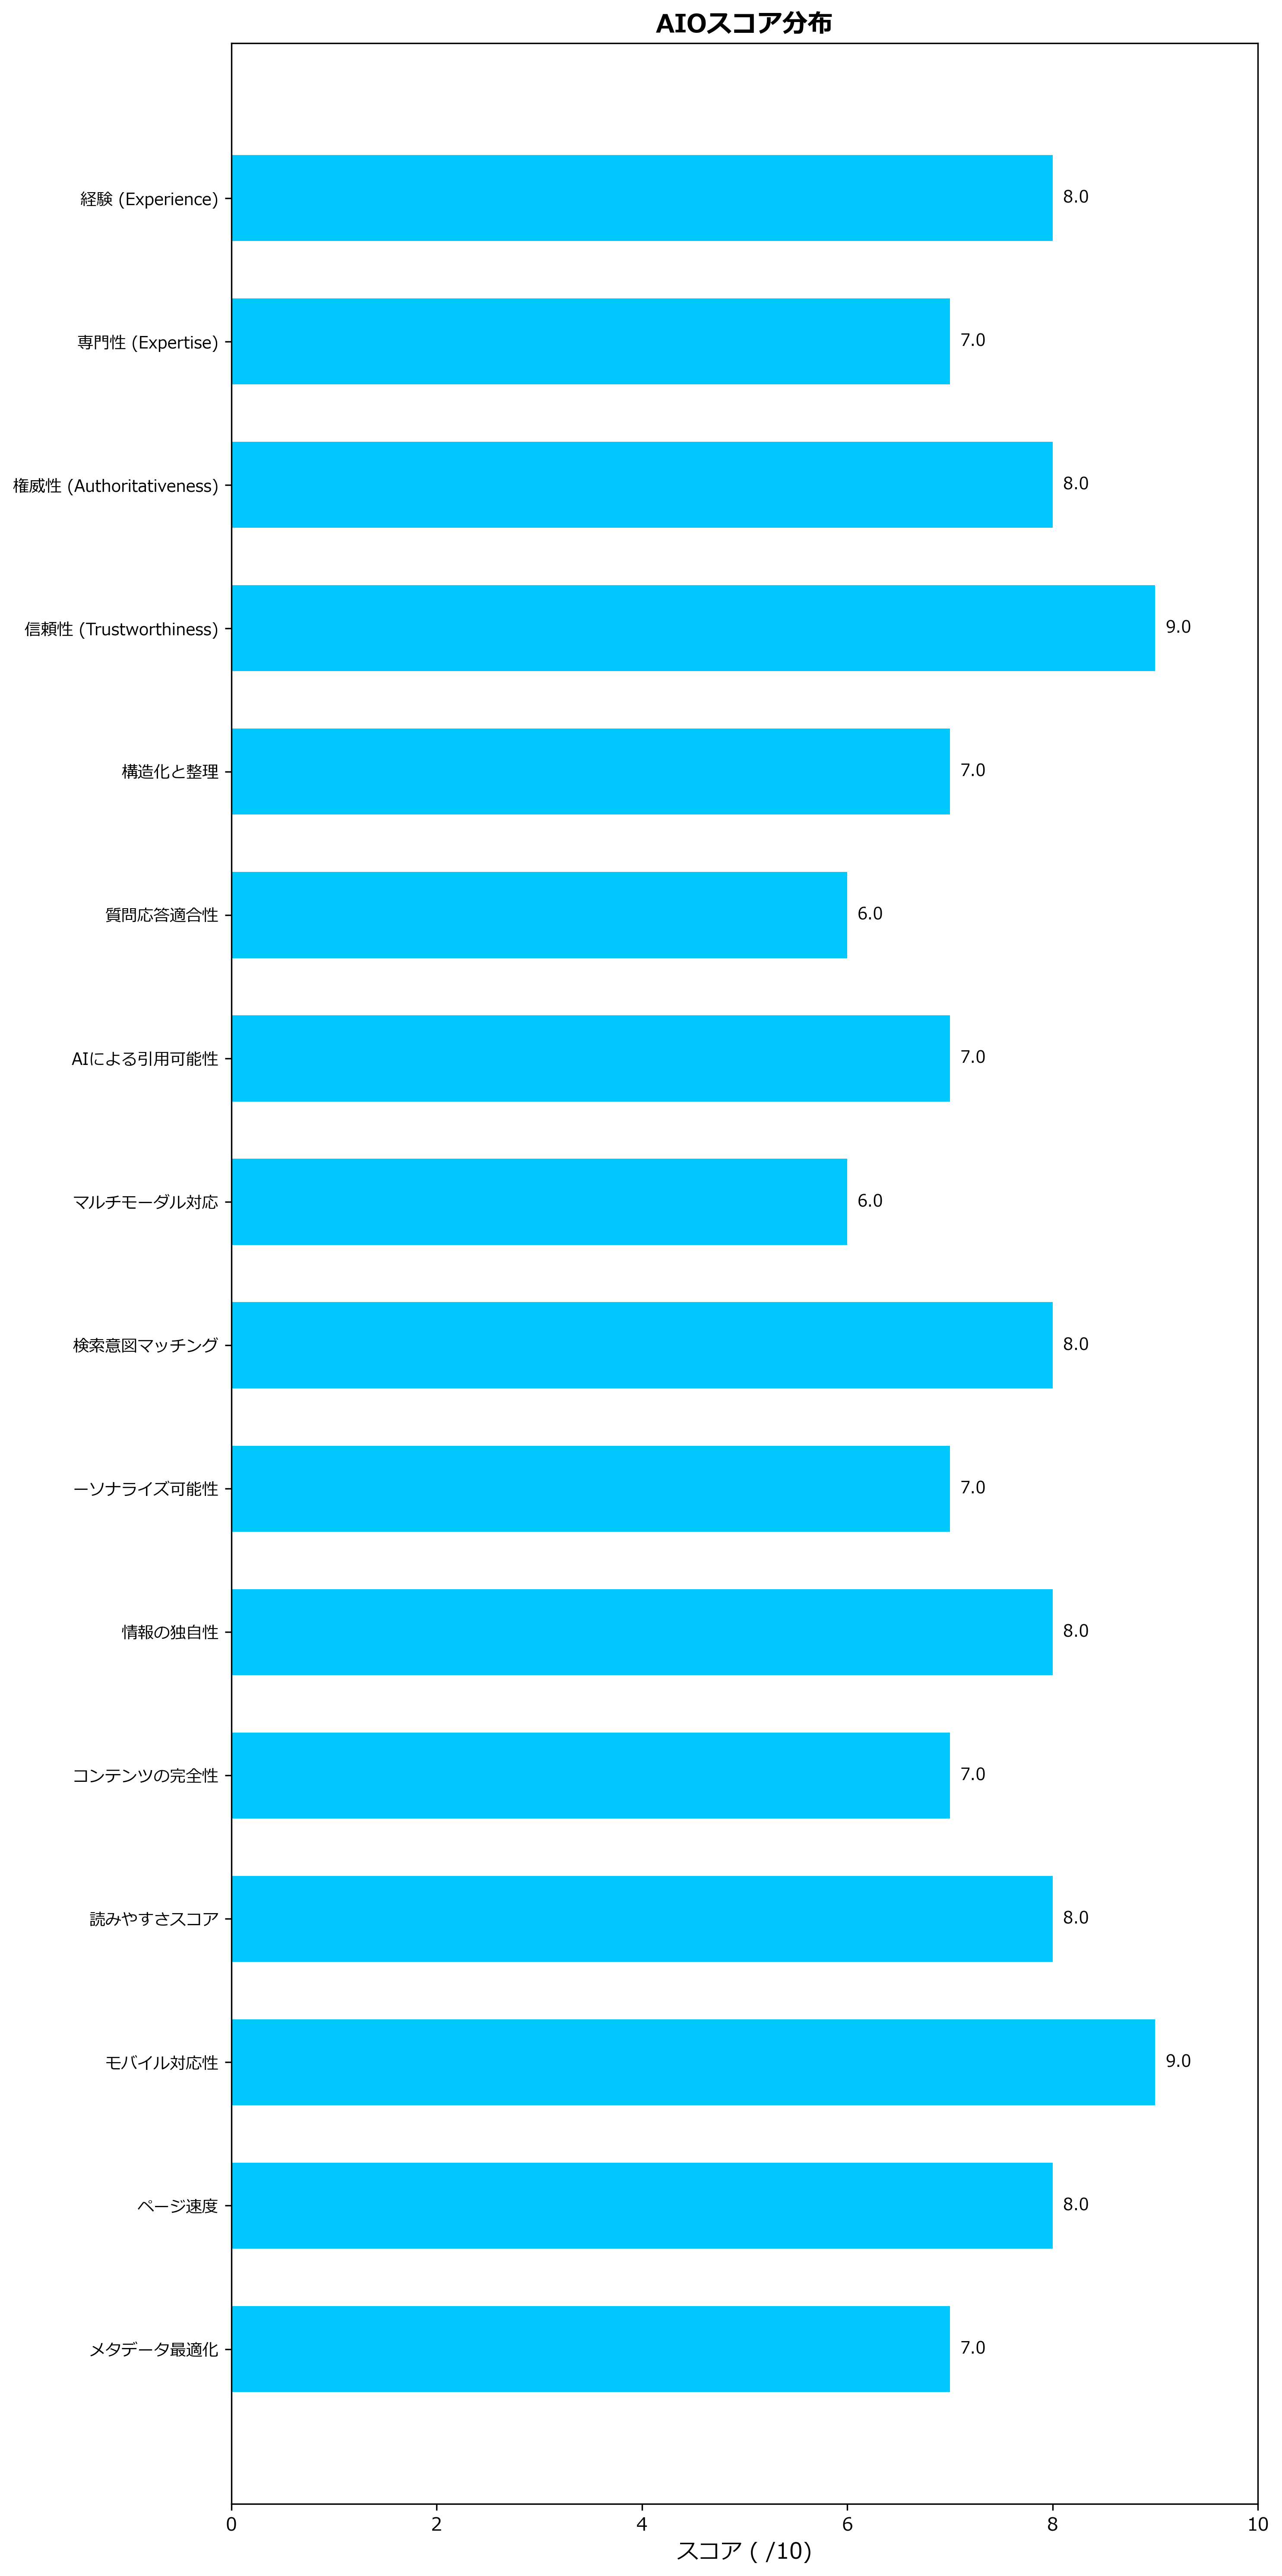 AIOスコア分布
経験 (Experience)
8.0
専門性 (Expertise)
7.0
権威性 (Authoritativeness)
8.0
信頼性 (Trustworthiness)
9.0
構造化と整理
7.0
質問応答適合性
6.0
AIによる引用可能性
7.0
マルチモーダル対応
6.0
検索意図マッチング
8.0
ーソナライズ可能性
7.0
情報の独自性
8.0
コンテンツの完全性
7.0
読みやすさスコア
8.0
モバイル対応性
9.0
ページ速度
8.0
メタデータ最適化
7.0
0 2 4 6 8 10
スコア ( /10)